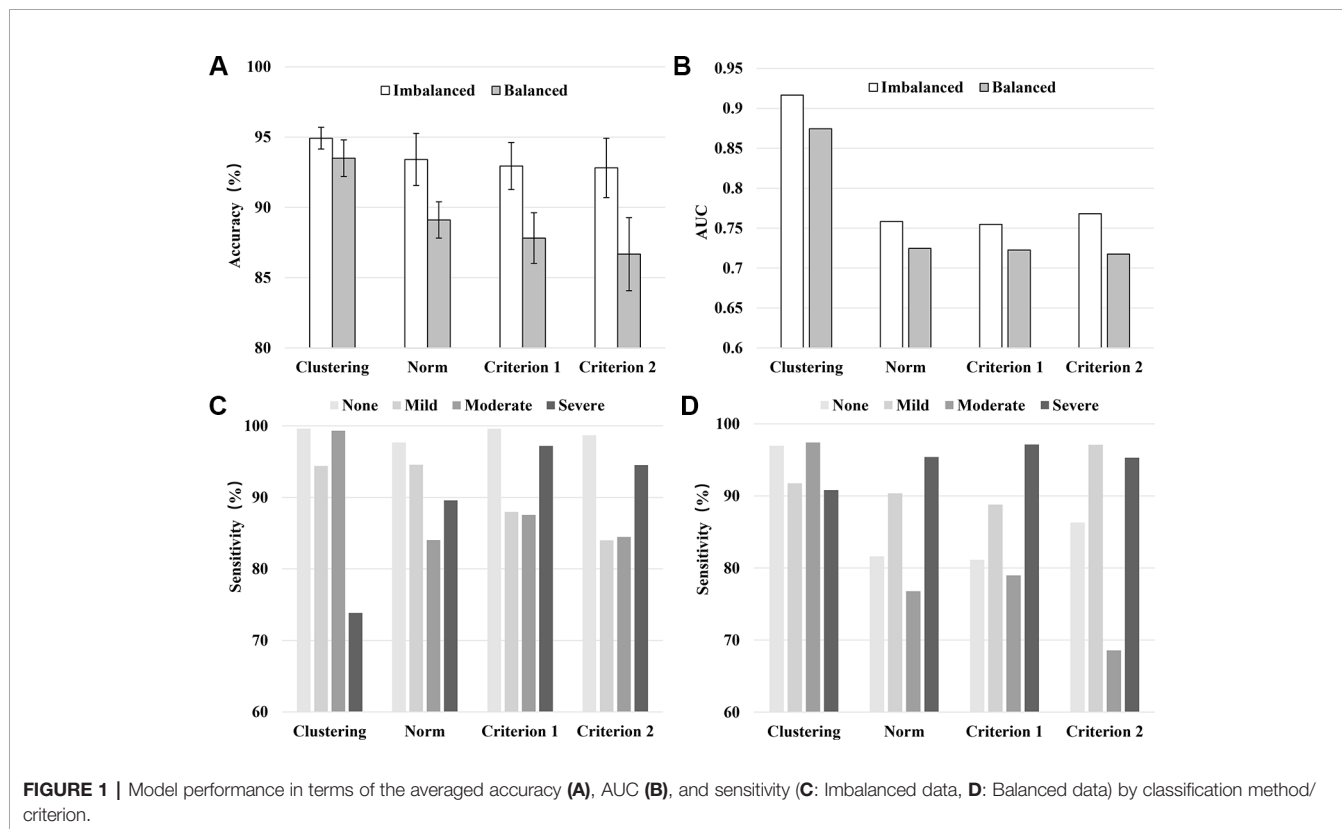 A
100
95
90
85
80
Accuracy (%)
Imbalanced Balanced
Clustering Norm Criterion 1 Criterion 2
B
0.95
0.9
0.85
0.8
0.75
0.7
0.65
0.6
AUC
Imbalanced Balanced
Clustering Norm Criterion 1 Criterion 2
C
None Mild Moderate Severe
100
90
80
70
60
Sensitivity (%)
Clustering Norm Criterion 1 Criterion 2
D
None Mild Moderate Severe
100
90
80
70
60
Sensitivity (%)
Clustering Norm Criterion 1 Criterion 2
FIGURE 1 | Model performance in terms of the averaged accuracy (A), AUC (B), and sensitivity (C: Imbalanced data, D: Balanced data) by classification method/
criterion.